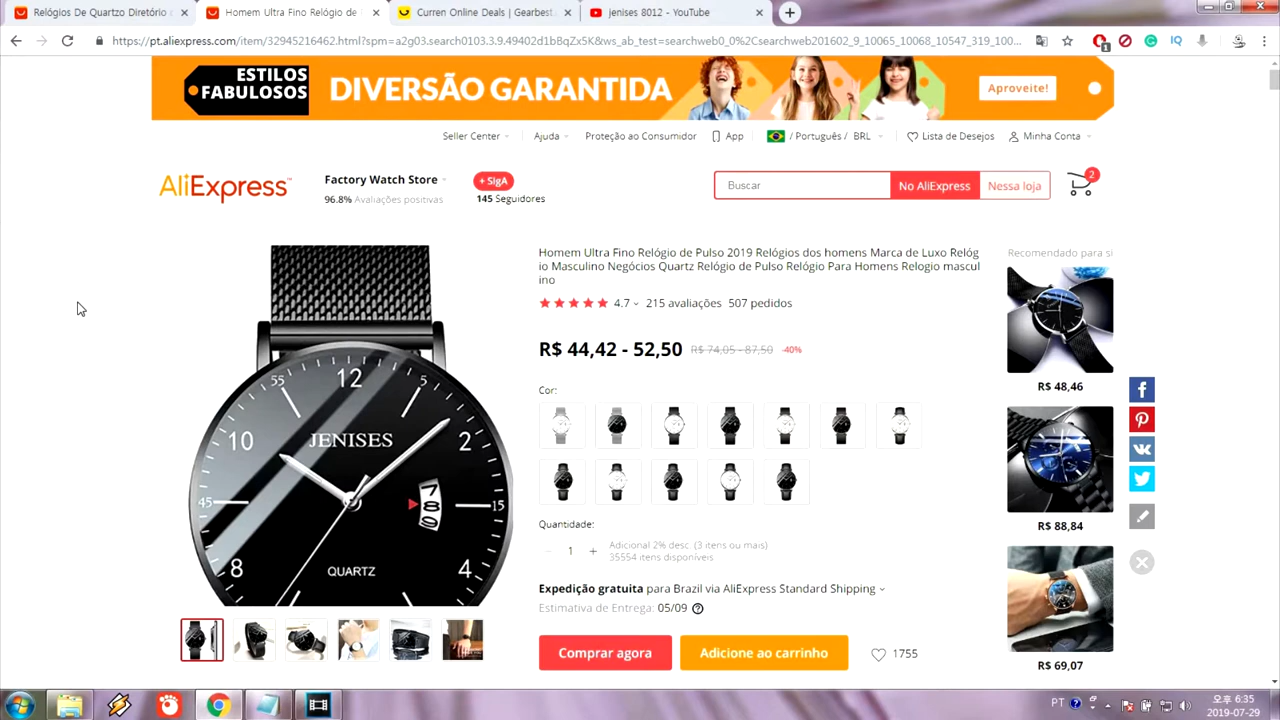 Relógios De Quartzo Diretório
Homem Ultra Fino Relógio de
Curren Online Deals | Gearbest
jenises 8012 - YouTube
https://pt.aliexpress.com/item/32945216462.html?spm=a2g03.search0103.3.9.49402d1bBqZx5K&ws_ab_test=searchweb0_0%2Csearchweb201602_9_10065_10068_10547_319_100...
ESTILOS
FABULOSOS
DIVERSÃO GARANTIDA
Aproveite!
Seller Center
Ajuda
Proteção ao Consumidor
App
/ Português / BRL
Lista de Desejos
Minha Conta
AliExpress™
Factory Watch Store
+ SIgA
96.8% Avaliações positivas
145 Seguidores
Buscar
No AliExpress
Nessa loja
2
Homem Ultra Fino Relógio de Pulso 2019 Relógios dos homens Marca de Luxo Relóg
io Masculino Negócios Quartz Relógio de Pulso Relógio Para Homens Relogio mascul
ino
4.7 215 avaliações 507 pedidos
R$ 44,42 - 52,50 R$ 74,05 - 87,50 -40%
Cor:
Quantidade:
- 1 +
Adicional 2% desc. (3 itens ou mais)
35554 itens disponíveis
Expedição gratuita para Brazil via AliExpress Standard Shipping
Estimativa de Entrega: 05/09
Comprar agora
Adicione ao carrinho
1755
55 12 5
10 JENISES 2
45 7 8 9 15
8 QUARTZ 4
Recomendado para si
R$ 48,46
R$ 88,84
R$ 69,07
PT
오후 6:35
2019-07-29